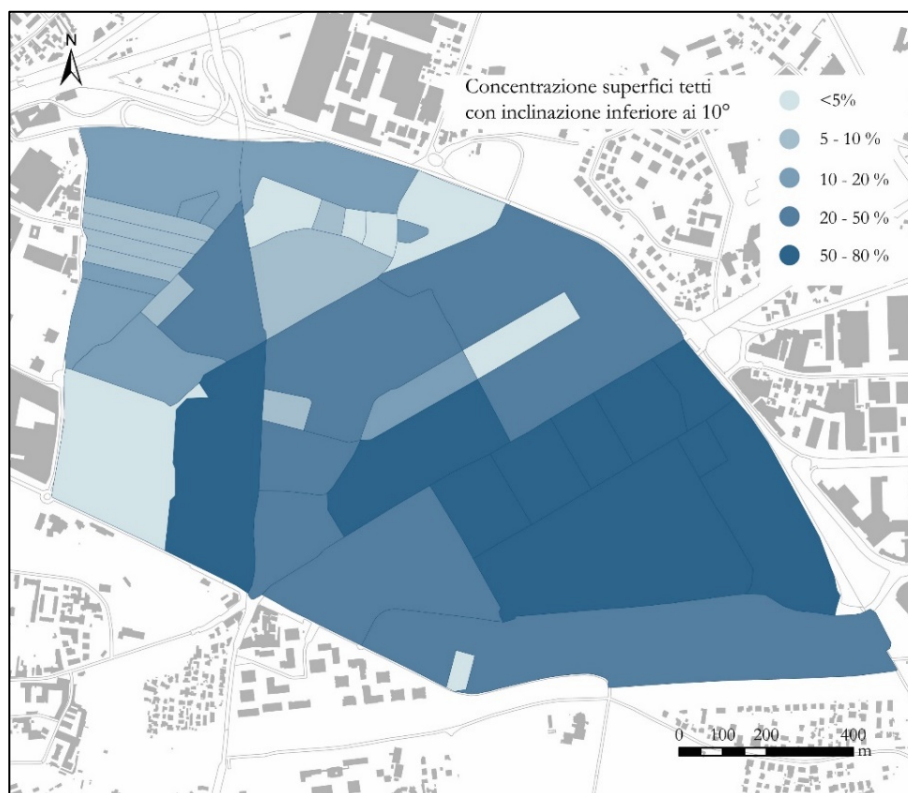 N
Concentrazione superfici tetti
con inclinazione inferiore ai 10°
<5%
5 - 10 %
10 - 20 %
20 - 50 %
50 - 80 %
0 100 200 400
m